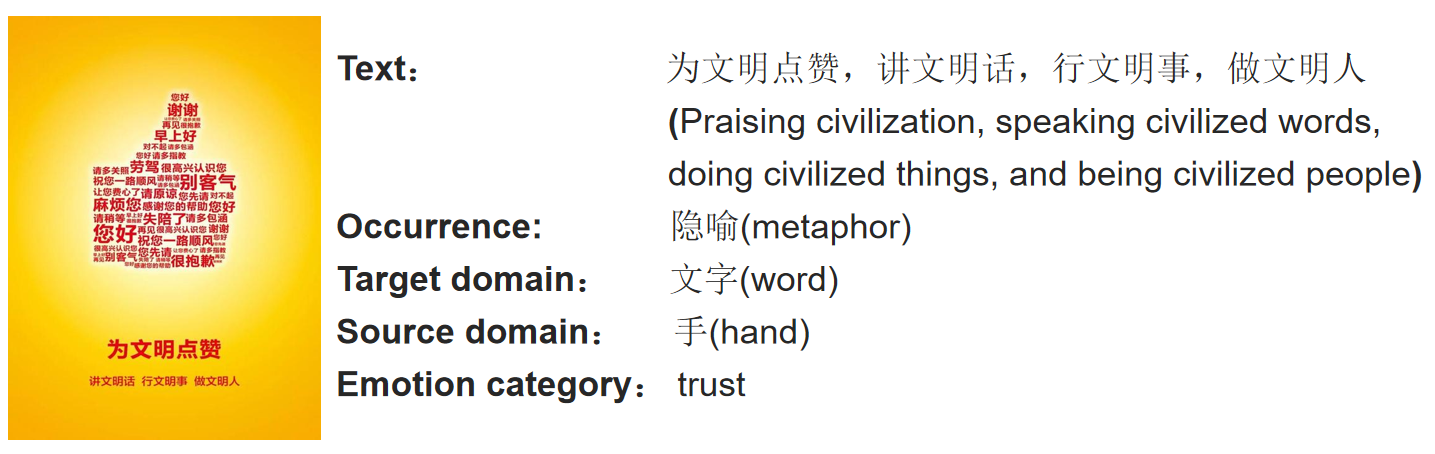 您好
谢谢
再见很抱歉
早上好
对不起请多包涵
您好请多指教
请多关照劳驾很高兴认识您
祝您一路顺风请稍等别客气
让您费心了请原谅您先请对不起
麻烦您感谢您的帮助您好
请稍等失陪了请多包涵
您好再见很高兴认识您谢谢
祝您一路顺风您好
很高兴认识您您先请请多指教
别客气很抱歉再见
感谢您的帮助
为文明点赞
讲文明话 行文明事 做文明人
Text： 为文明点赞，讲文明话，行文明事，做文明人
(Praising civilization, speaking civilized words,
doing civilized things, and being civilized people)
Occurrence: 隐喻(metaphor)
Target domain： 文字(word)
Source domain： 手(hand)
Emotion category： trust